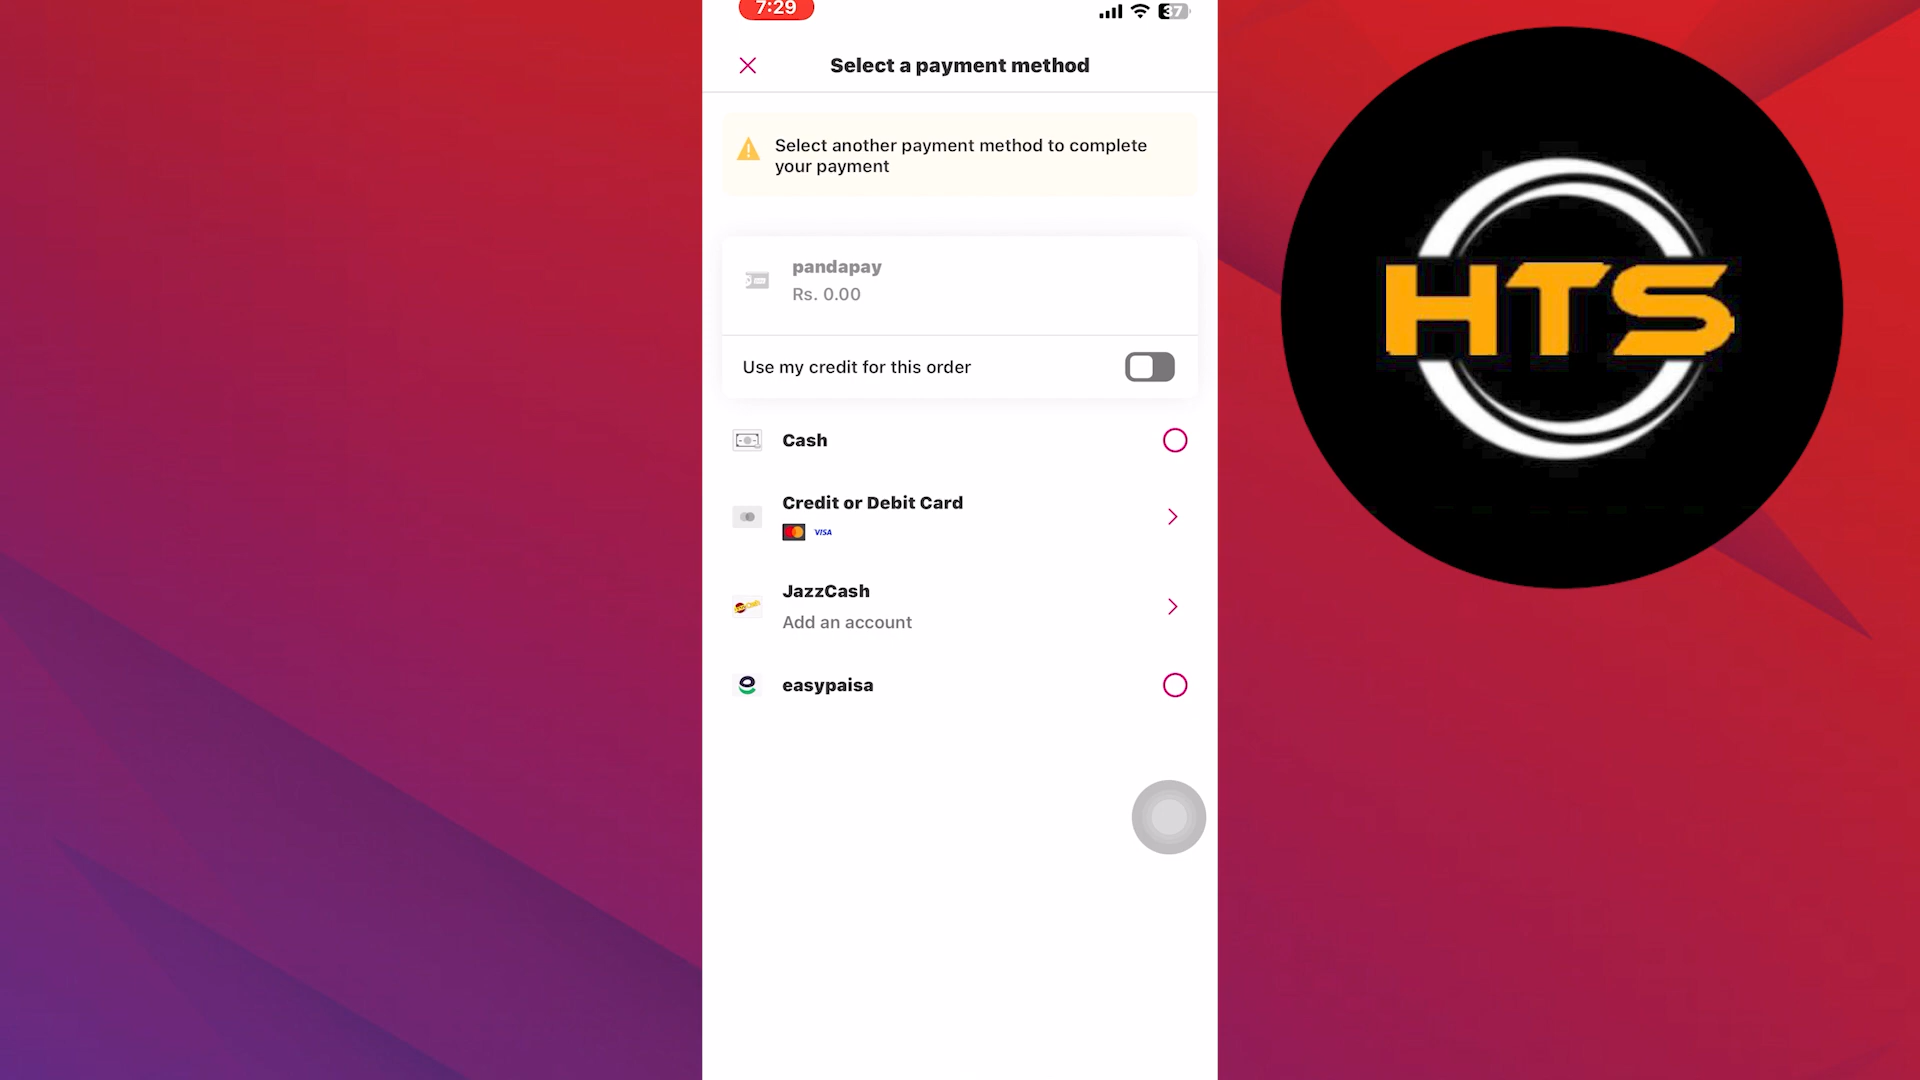 7:29
37
Select a payment method
Select another payment method to complete
your payment
pandapay
Rs. 0.00
Use my credit for this order
Cash
Credit or Debit Card
VISA
JazzCash
Add an account
easypaisa
HTS